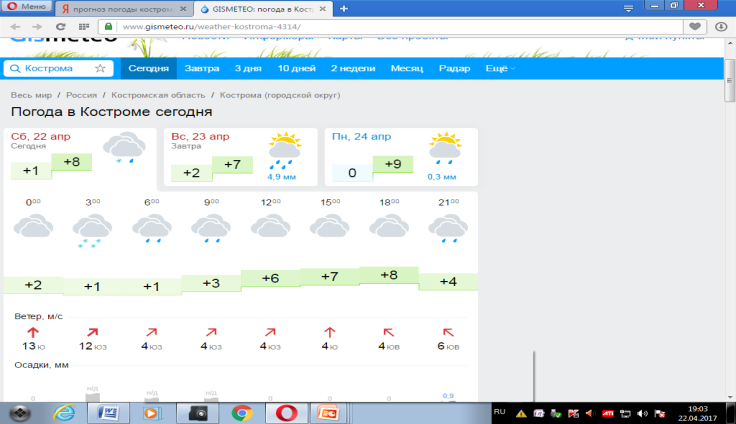 Меню
прогноз погоды костром
GISMETEO: погода в Кост
www.gismeteo.ru/weather-kostroma-4314/
Gismeteo
Кострома
Сегодня Завтра 3 дня 10 дней 2 недели Месяц Радар Ещё
Весь мир / Россия / Костромская область / Кострома (городской округ)
Погода в Костроме сегодня
Сб, 22 апр
Сегодня
+1 +8
Вс, 23 апр
Завтра
+2 +7
4,9 мм
Пн, 24 апр
0 +9
0,3 мм
0⁰⁰ 3⁰⁰ 6⁰⁰ 9⁰⁰ 12⁰⁰ 15⁰⁰ 18⁰⁰ 21⁰⁰
+2 +1 +1 +3 +6 +7 +8 +4
Ветер, м/с
13 Ю 12 ЮЗ 4 ЮЗ 4 ЮЗ 4 ЮЗ 4 Ю 4 ЮВ 6 ЮВ
Осадки, мм
н/д н/д н/д
0 0 0 0 0,9
RU
19:03
22.04.2017